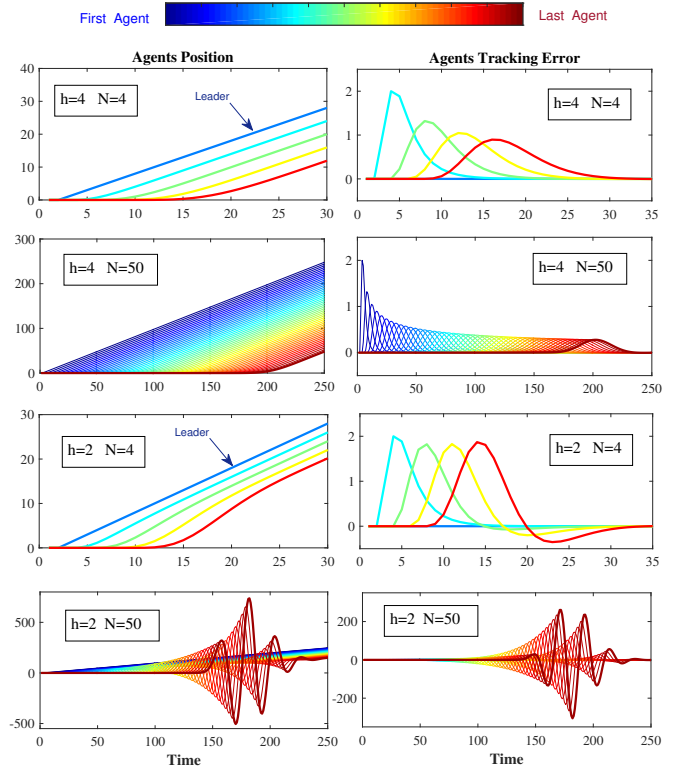 First Agent
Last Agent
Agents Position
Agents Tracking Error
40
30
20
10
0
h=4 N=4
Leader
0 5 10 15 20 25 30
2
1
0
h=4 N=4
0 5 10 15 20 25 30 35
300
200
100
0
h=4 N=50
0 50 100 150 200 250
2
1
0
h=4 N=50
0 50 100 150 200 250
30
20
10
0
h=2 N=4
Leader
0 5 10 15 20 25 30
2
1
0
h=2 N=4
0 5 10 15 20 25 30 35
500
0
-500
h=2 N=50
0 50 100 150 200 250
Time
200
0
-200
h=2 N=50
0 50 100 150 200 250
Time